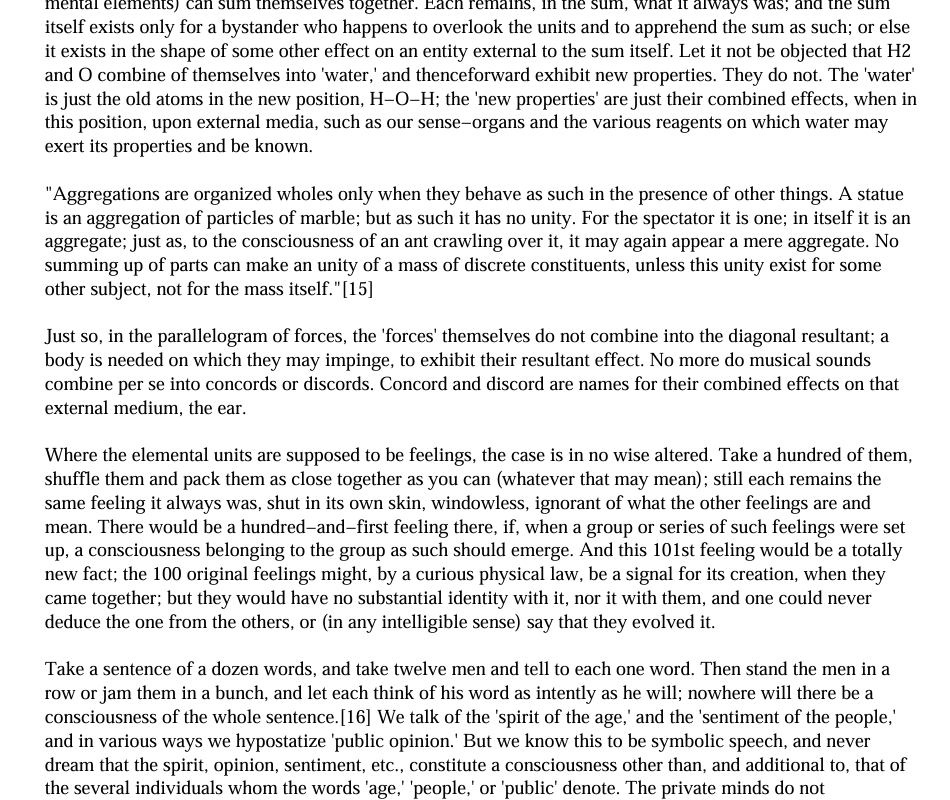 mental elements) can sum themselves together. Each remains, in the sum, what it always was; and the sum
itself exists only for a bystander who happens to overlook the units and to apprehend the sum as such; or else
it exists in the shape of some other effect on an entity external to the sum itself. Let it not be objected that H2
and O combine of themselves into 'water,' and thenceforward exhibit new properties. They do not. The 'water'
is just the old atoms in the new position, H−O−H; the 'new properties' are just their combined effects, when in
this position, upon external media, such as our sense−organs and the various reagents on which water may
exert its properties and be known.
"Aggregations are organized wholes only when they behave as such in the presence of other things. A statue
is an aggregation of particles of marble; but as such it has no unity. For the spectator it is one; in itself it is an
aggregate; just as, to the consciousness of an ant crawling over it, it may again appear a mere aggregate. No
summing up of parts can make an unity of a mass of discrete constituents, unless this unity exist for some
other subject, not for the mass itself."[15]
Just so, in the parallelogram of forces, the 'forces' themselves do not combine into the diagonal resultant; a
body is needed on which they may impinge, to exhibit their resultant effect. No more do musical sounds
combine per se into concords or discords. Concord and discord are names for their combined effects on that
external medium, the ear.
Where the elemental units are supposed to be feelings, the case is in no wise altered. Take a hundred of them,
shuffle them and pack them as close together as you can (whatever that may mean); still each remains the
same feeling it always was, shut in its own skin, windowless, ignorant of what the other feelings are and
mean. There would be a hundred−and−first feeling there, if, when a group or series of such feelings were set
up, a consciousness belonging to the group as such should emerge. And this 101st feeling would be a totally
new fact; the 100 original feelings might, by a curious physical law, be a signal for its creation, when they
came together; but they would have no substantial identity with it, nor it with them, and one could never
deduce the one from the others, or (in any intelligible sense) say that they evolved it.
Take a sentence of a dozen words, and take twelve men and tell to each one word. Then stand the men in a
row or jam them in a bunch, and let each think of his word as intently as he will; nowhere will there be a
consciousness of the whole sentence.[16] We talk of the 'spirit of the age,' and the 'sentiment of the people,'
and in various ways we hypostatize 'public opinion.' But we know this to be symbolic speech, and never
dream that the spirit, opinion, sentiment, etc., constitute a consciousness other than, and additional to, that of
the several individuals whom the words 'age,' 'people,' or 'public' denote. The private minds do not